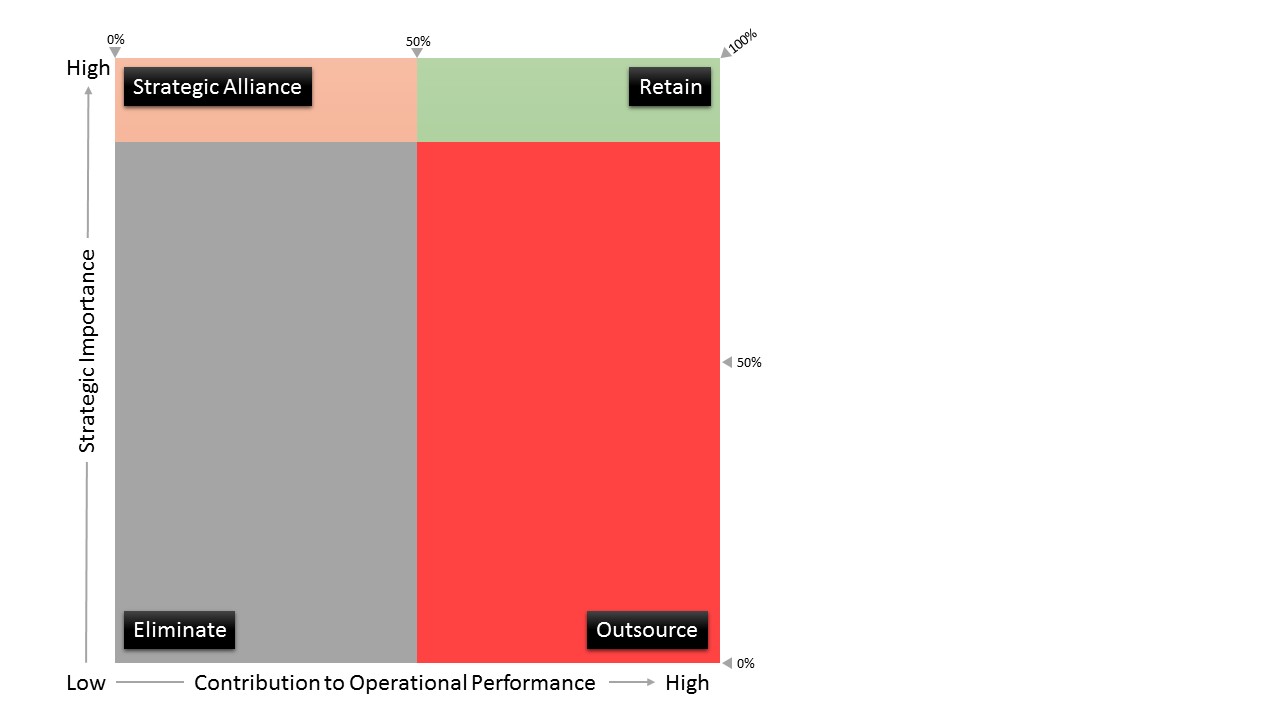 0%
50%
100%
High
Strategic Alliance
Retain
Strategic Importance
50%
Eliminate
Outsource
0%
Low
Contribution to Operational Performance
High